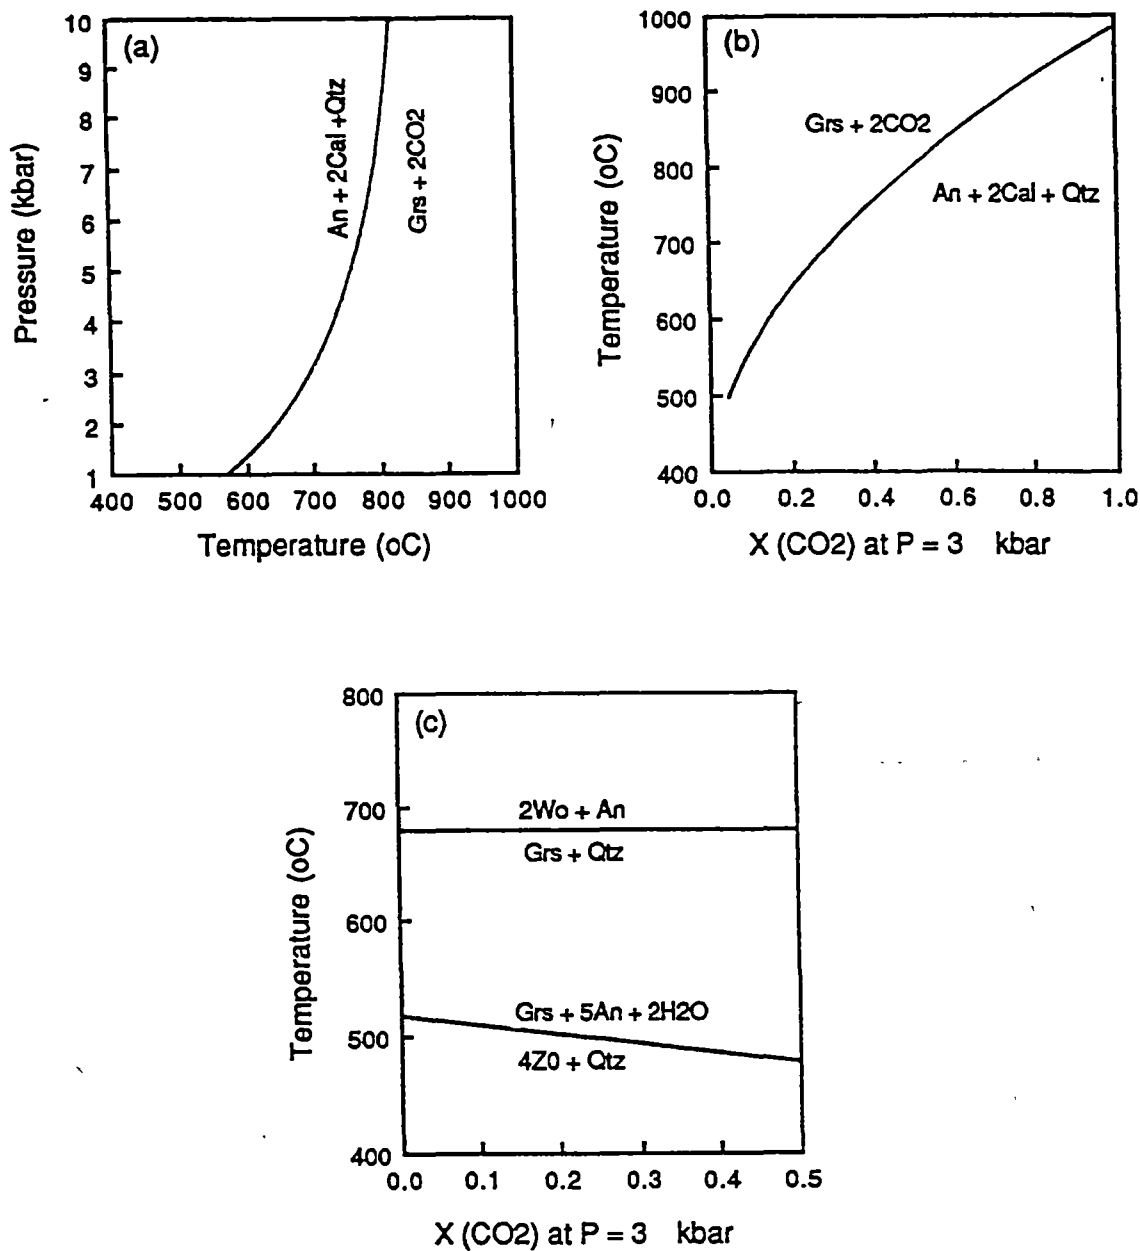 (a)
Pressure (kbar)
10
9
8
7
6
5
4
3
2
1
An + 2Cal +Qtz
Grs + 2CO2
400 500 600 700 800 900 1000
Temperature (oC)
(b)
Temperature (oC)
1000
900
800
700
600
500
400
Grs + 2CO2
An + 2Cal + Qtz
0.0 0.2 0.4 0.6 0.8 1.0
X (CO2) at P = 3 kbar
(c)
Temperature (oC)
800
700
600
500
400
2Wo + An
Grs + Qtz
Grs + 5An + 2H2O
4Z0 + Qtz
0.0 0.1 0.2 0.3 0.4 0.5
X (CO2) at P = 3 kbar